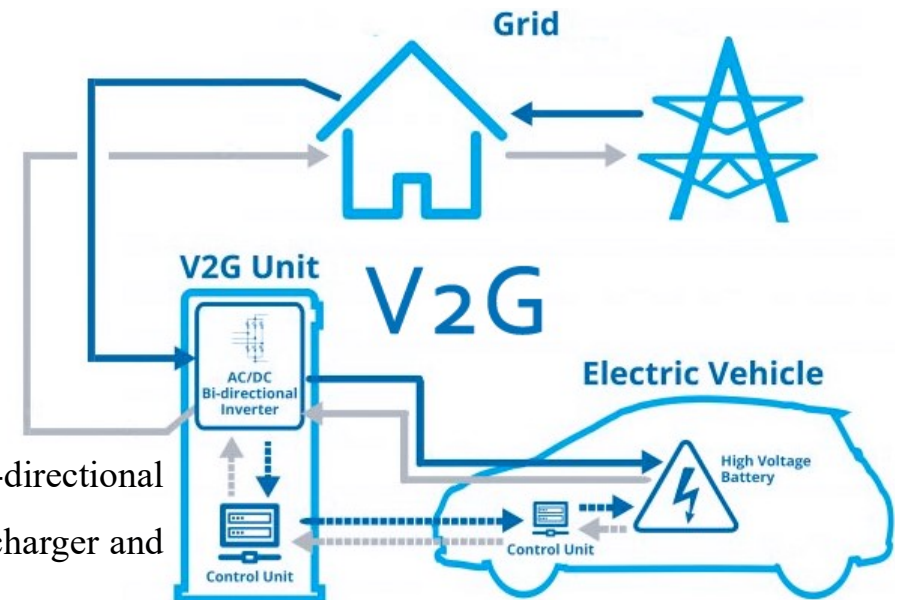 Grid
V2G Unit
V2G
AC/DC
Bi-directional
Inverter
Electric Vehicle
High Voltage
Battery
-directional
charger and
Control Unit
Control Unit